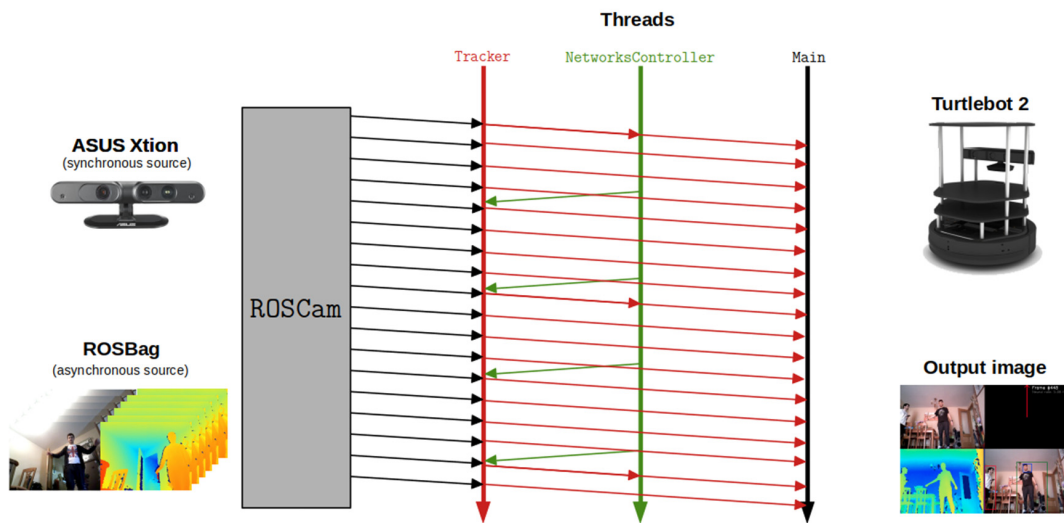 Threads
Tracker
NetworksController
Main
ASUS Xtion
(synchronous source)
ROSCam
ROSBag
(asynchronous source)
Turtlebot 2
Output image